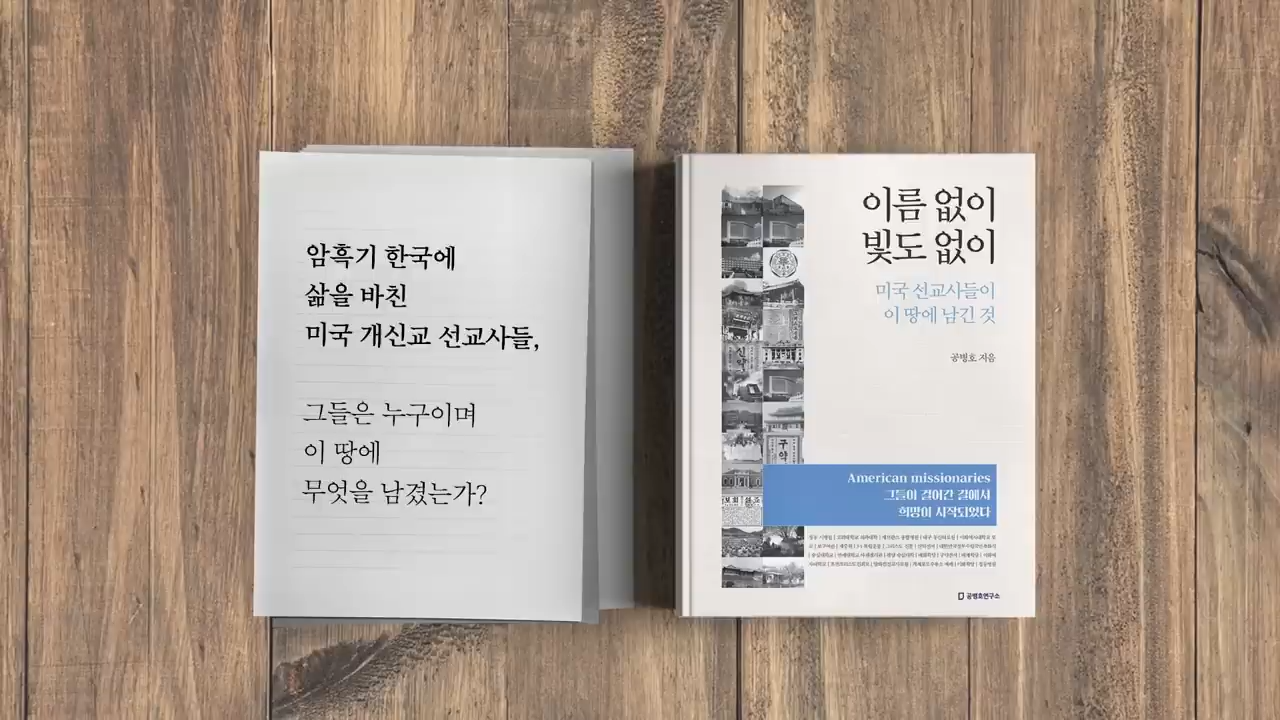 암흑기 한국에
삶을 바친
미국 개신교 선교사들,
그들은 누구이며
이 땅에
무엇을 남겼는가?
이름 없이
빛도 없이
미국 선교사들이
이 땅에 남긴 것
공병호 지음
구약
American missionaries
그들이 걸어간 길에서
희망이 시작되었다
공병호연구소